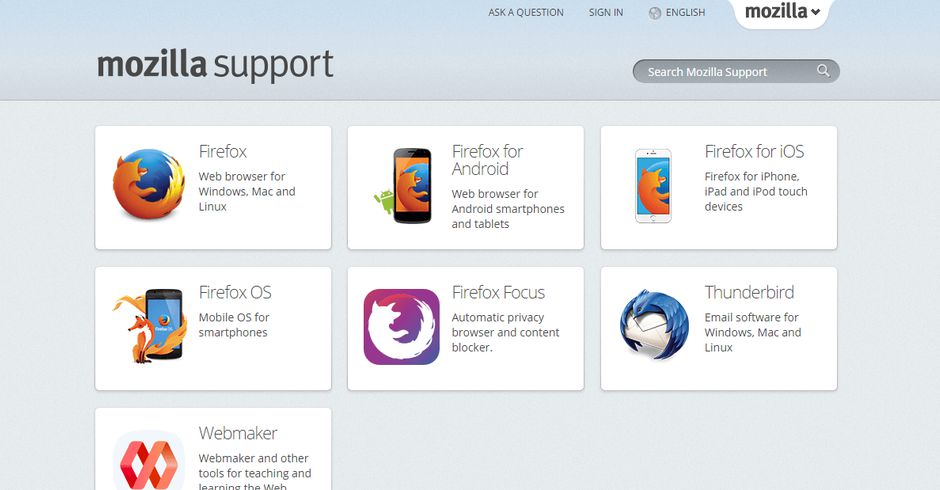 ASK A QUESTION SIGN IN ENGLISH mozilla
mozilla support
Search Mozilla Support
Firefox
Web browser for
Windows, Mac and
Linux
Firefox for
Android
Web browser for
Android smartphones
and tablets
Firefox for iOS
Firefox for iPhone,
iPad and iPod touch
devices
Firefox OS
Mobile OS for
smartphones
Firefox Focus
Automatic privacy
browser and content
blocker.
Thunderbird
Email software for
Windows, Mac and
Linux
Webmaker
Webmaker and other
tools for teaching and
learning the Web